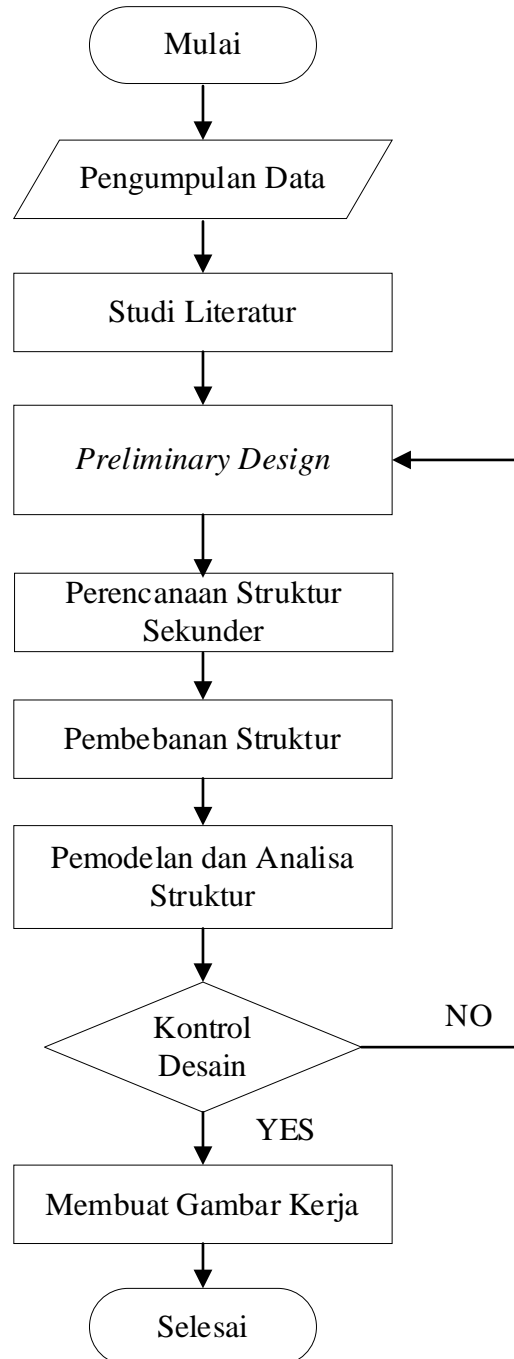 Mulai
Pengumpulan Data
Studi Literatur
Preliminary Design
Perencanaan Struktur
Sekunder
Pembebanan Struktur
Pemodelan dan Analisa
Struktur
Kontrol
Desain
NO
YES
Membuat Gambar Kerja
Selesai